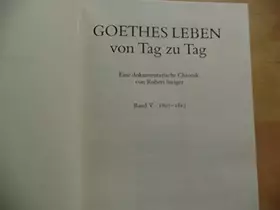 GOETHES LEBEN
von Tag zu Tag
Eine dokumentarische Chronik
von Robert Steiger
Band V